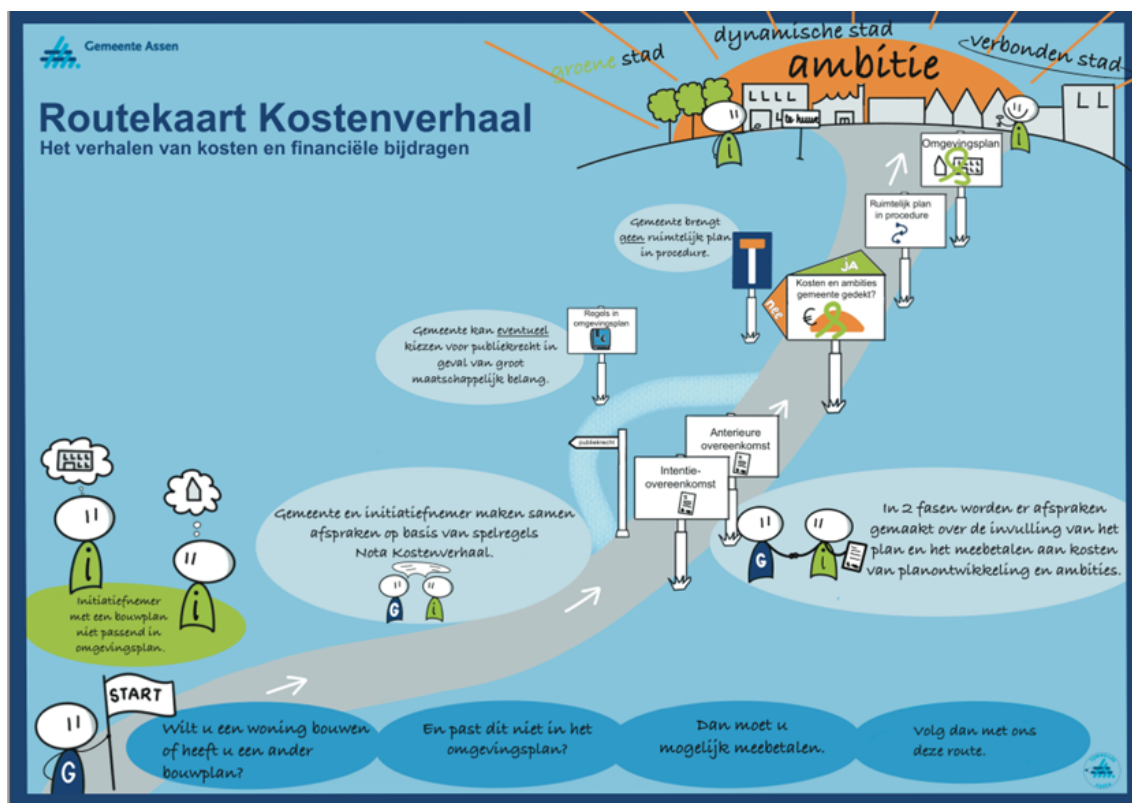 Gemeente Assen
Routekaart Kostenverhaal
Het verhalen van kosten en financiële bijdragen
groene stad
dynamische stad
verbonden stad
ambitie
LLLL
L
te huur
m
L L
i
i
Omgevingsplan
Ruimtelijk plan
in procedure
Gemeente brengt
geen ruimtelijk plan
in procedure.
ja
nee
Kosten en ambities
gemeente gedekt?
€
Regels in
omgevingsplan
Gemeente kan eventueel
kiezen voor publiekrecht in
geval van groot
maatschappelijk belang.
publiekrecht
Anterieure
overeenkomst
Intentie-
overeenkomst
Gemeente en initiatiefnemer maken samen
afspraken op basis van spelregels
Nota Kostenverhaal.
G
i
In 2 fasen worden er afspraken
gemaakt over de invulling van het
plan en het meebetalen aan kosten
van planontwikkeling en ambities.
G
i
i
i
Initiatiefnemer
met een bouwplan
niet passend in
omgevingsplan.
START
G
Wilt u een woning bouwen
of heeft u een ander
bouwplan?
En past dit niet in het
omgevingsplan?
Dan moet u
mogelijk meebetalen.
Volg dan met ons
deze route.